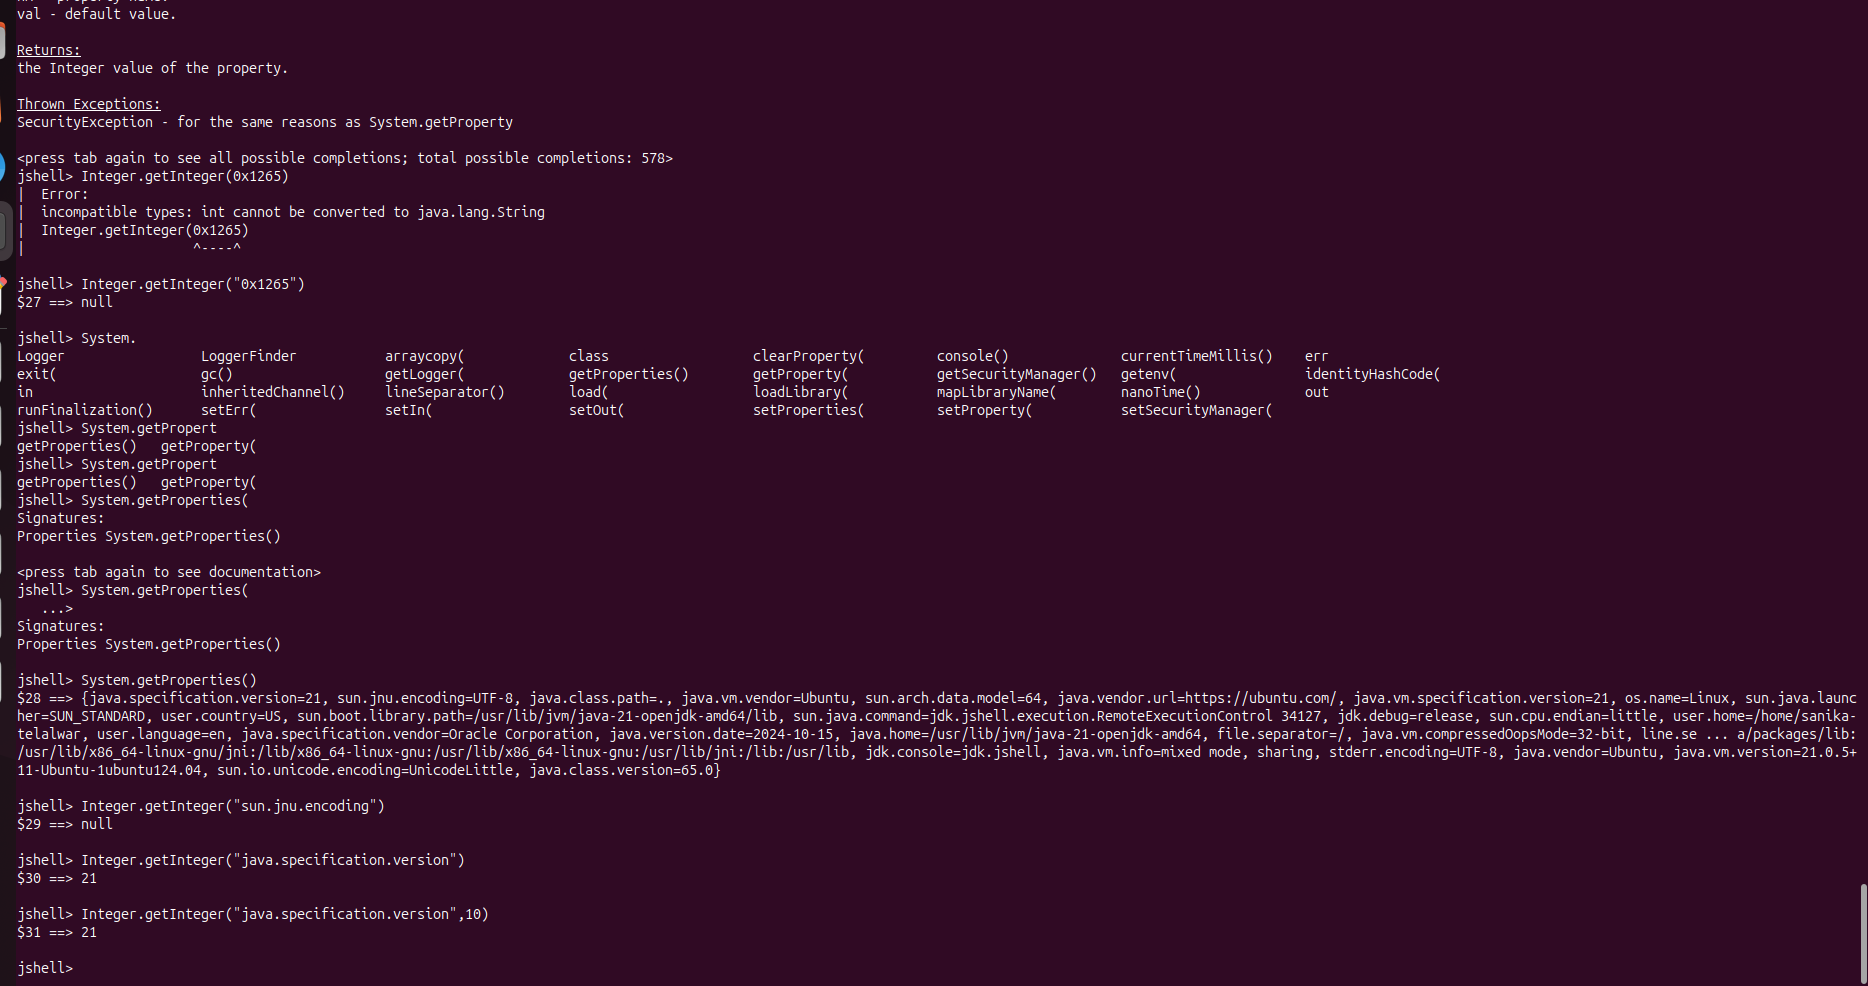 val - default value.
Returns:
the Integer value of the property.
Thrown Exceptions:
SecurityException - for the same reasons as System.getProperty
<press tab again to see all possible completions; total possible completions: 578>
jshell> Integer.getInteger(0x1265)
|  Error:
|  incompatible types: int cannot be converted to java.lang.String
|  Integer.getInteger(0x1265)
|                     ^----^
jshell> Integer.getInteger("0x1265")
$27 ==> null
jshell> System.
Logger                 LoggerFinder           arraycopy(             class                  clearProperty(         console()              currentTimeMillis()    err
exit(                  gc()                   getLogger(             getProperties()        getProperty(           getSecurityManager()   getenv(                identityHashCode(
in                     inheritedChannel()     lineSeparator()        load(                  loadLibrary(           mapLibraryName(        nanoTime()             out
runFinalization()      setErr(                setIn(                 setOut(                setProperties(         setProperty(           setSecurityManager(
jshell> System.getPropert
getProperties()   getProperty(
jshell> System.getPropert
getProperties()   getProperty(
jshell> System.getProperties(
Signatures:
Properties System.getProperties()
<press tab again to see documentation>
jshell> System.getProperties(
   ...>
Signatures:
Properties System.getProperties()
jshell> System.getProperties()
$28 ==> {java.specification.version=21, sun.jnu.encoding=UTF-8, java.class.path=., java.vm.vendor=Ubuntu, sun.arch.data.model=64, java.vendor.url=https://ubuntu.com/, java.vm.specification.version=21, os.name=Linux, sun.java.launc
her=SUN_STANDARD, user.country=US, sun.boot.library.path=/usr/lib/jvm/java-21-openjdk-amd64/lib, sun.java.command=jdk.jshell.execution.RemoteExecutionControl 34127, jdk.debug=release, sun.cpu.endian=little, user.home=/home/sanika-
telalwar, user.language=en, java.specification.vendor=Oracle Corporation, java.version.date=2024-10-15, java.home=/usr/lib/jvm/java-21-openjdk-amd64, file.separator=/, java.vm.compressedOopsMode=32-bit, line.se ... a/packages/lib:
/usr/lib/x86_64-linux-gnu/jni:/lib/x86_64-linux-gnu:/usr/lib/x86_64-linux-gnu:/usr/lib/jni:/lib:/usr/lib, jdk.console=jdk.jshell, java.vm.info=mixed mode, sharing, stderr.encoding=UTF-8, java.vendor=Ubuntu, java.vm.version=21.0.5+
11-Ubuntu-1ubuntu124.04, sun.io.unicode.encoding=UnicodeLittle, java.class.version=65.0}
jshell> Integer.getInteger("sun.jnu.encoding")
$29 ==> null
jshell> Integer.getInteger("java.specification.version")
$30 ==> 21
jshell> Integer.getInteger("java.specification.version",10)
$31 ==> 21
jshell>